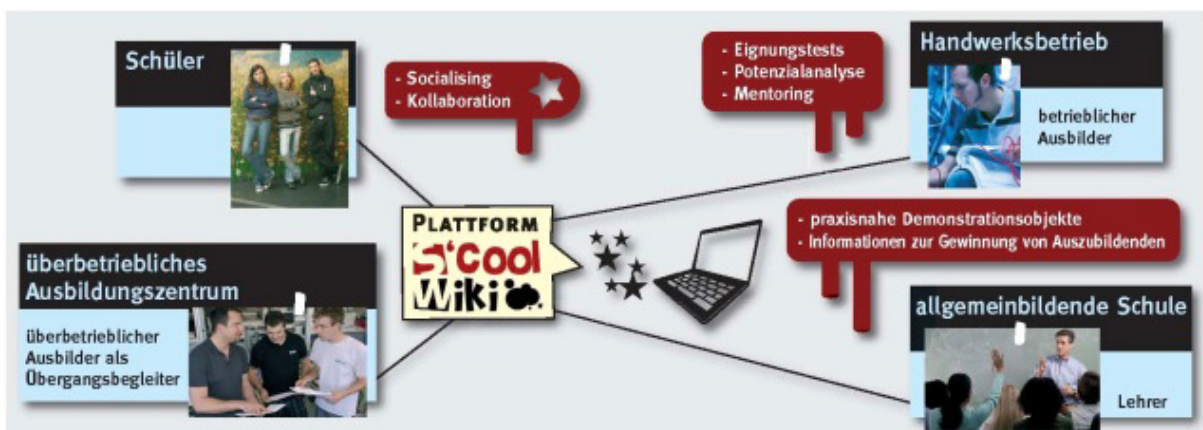 Schüler
- Socialising
- Kollaboration
- Eignungstests
- Potenzialanalyse
- Mentoring
Handwerksbetrieb
betrieblicher
Ausbilder
PLATTFORM
S'Cool
Wiki
- praxisnahe Demonstrationsobjekte
- Informationen zur Gewinnung von Auszubildenden
überbetriebliches
Ausbildungszentrum
überbetrieblicher
Ausbilder als
Übergangsbegleiter
allgemeinbildende Schule
Lehrer